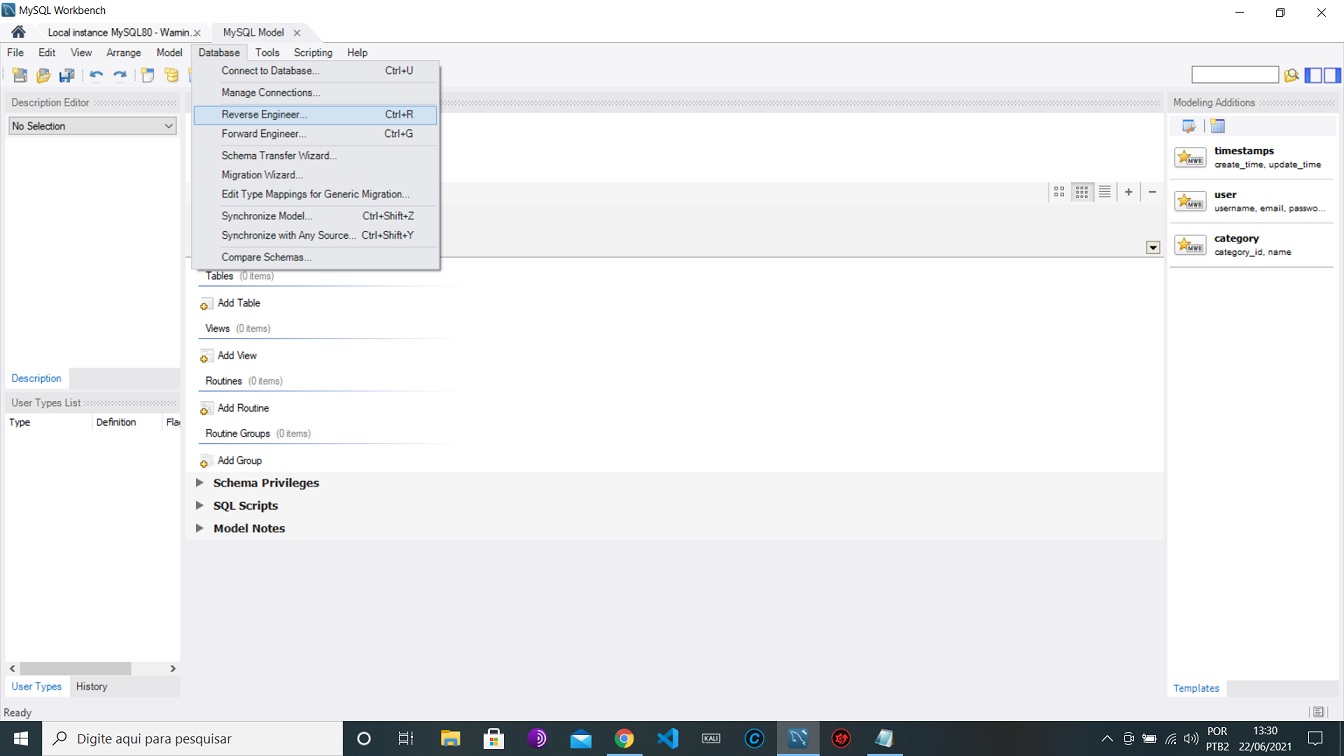 MySQL Workbench
Local instance MySQL80 - Warnin...
MySQL Model
File Edit View Arrange Model Database Tools Scripting Help
Connect to Database... Ctrl+U
Manage Connections...
Reverse Engineer... Ctrl+R
Forward Engineer... Ctrl+G
Schema Transfer Wizard...
Migration Wizard...
Edit Type Mappings for Generic Migration...
Synchronize Model... Ctrl+Shift+Z
Synchronize with Any Source... Ctrl+Shift+Y
Compare Schemas...
Description Editor
No Selection
Description
User Types List
Type Definition Flag
User Types History
Tables (0 items)
Add Table
Views (0 items)
Add View
Routines (0 items)
Add Routine
Routine Groups (0 items)
Add Group
Schema Privileges
SQL Scripts
Model Notes
Modeling Additions
MWB
timestamps
create_time, update_time
MWB
user
username, email, passwo...
MWB
category
category_id, name
Templates
Ready
Digite aqui para pesquisar
KALI
POR
PTB2
13:30
22/06/2021